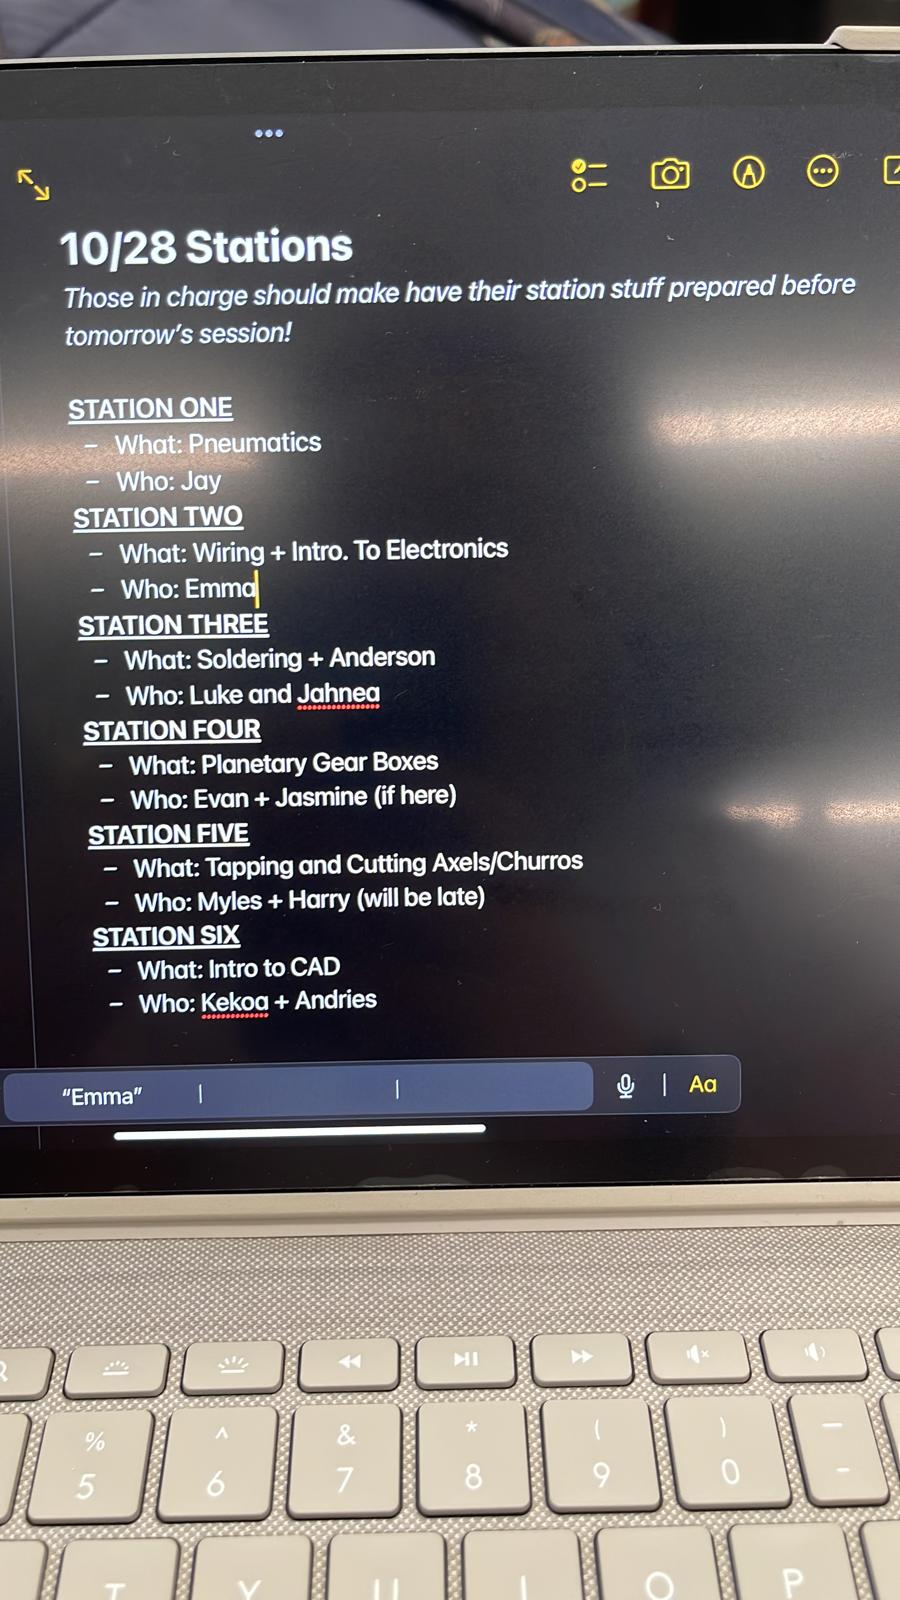 10/28 Stations
Those in charge should make have their station stuff prepared before
tomorrow's session!
STATION ONE
– What: Pneumatics
– Who: Jay
STATION TWO
– What: Wiring + Intro. To Electronics
– Who: Emma
STATION THREE
– What: Soldering + Anderson
– Who: Luke and Jahnea
STATION FOUR
– What: Planetary Gear Boxes
– Who: Evan + Jasmine (if here)
STATION FIVE
– What: Tapping and Cutting Axels/Churros
– Who: Myles + Harry (will be late)
STATION SIX
– What: Intro to CAD
– Who: Kekoa + Andries
"Emma"
Aa
% ^ & * ( ) —
5 6 7 8 9 0 -
T Y U I O P